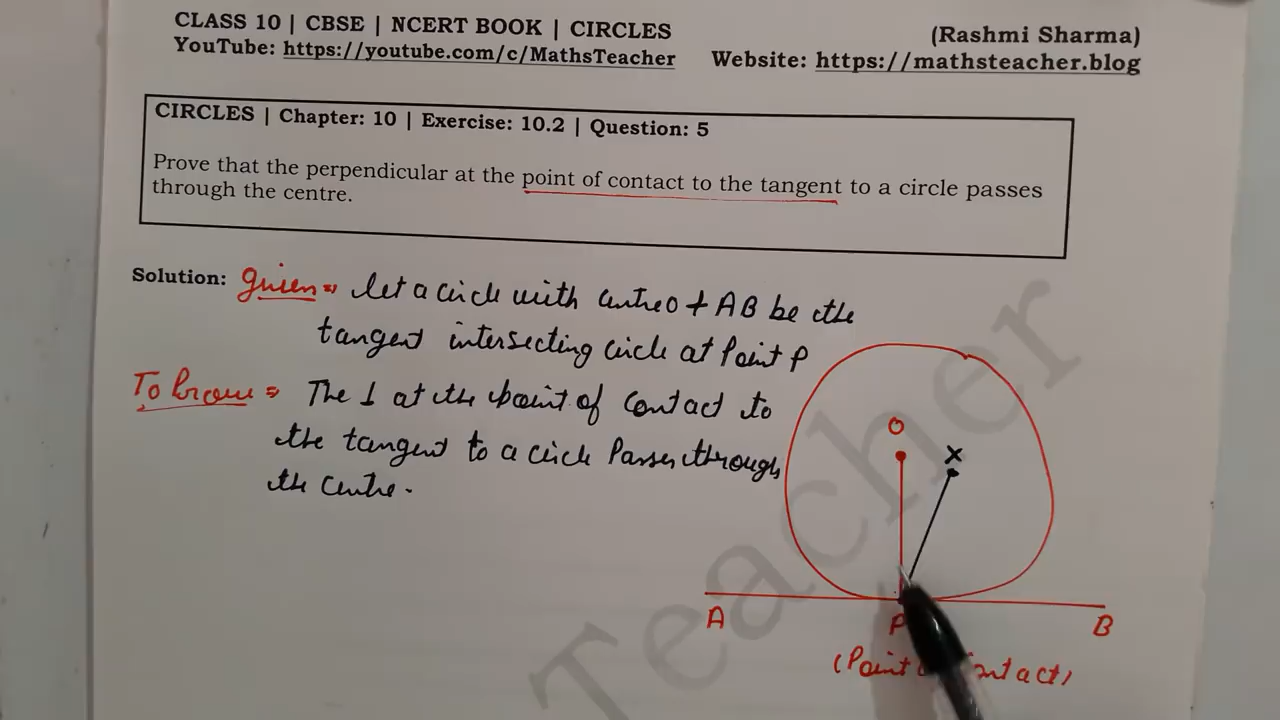 CLASS 10 | CBSE | NCERT BOOK | CIRCLES
(Rashmi Sharma)
YouTube: https://youtube.com/c/MathsTeacher
Website: https://mathsteacher.blog
CIRCLES | Chapter: 10 | Exercise: 10.2 | Question: 5
Prove that the perpendicular at the point of contact to the tangent to a circle passes
through the centre.
Solution: Given ⇒ Let a circle with centre O + AB be the
tangent intersecting circle at Point P
To Prove ⇒ The ⊥ at the point of Contact to
the tangent to a circle Passes through
the Centre.
O
X
A
P
B
(Point Contact)
Teacher